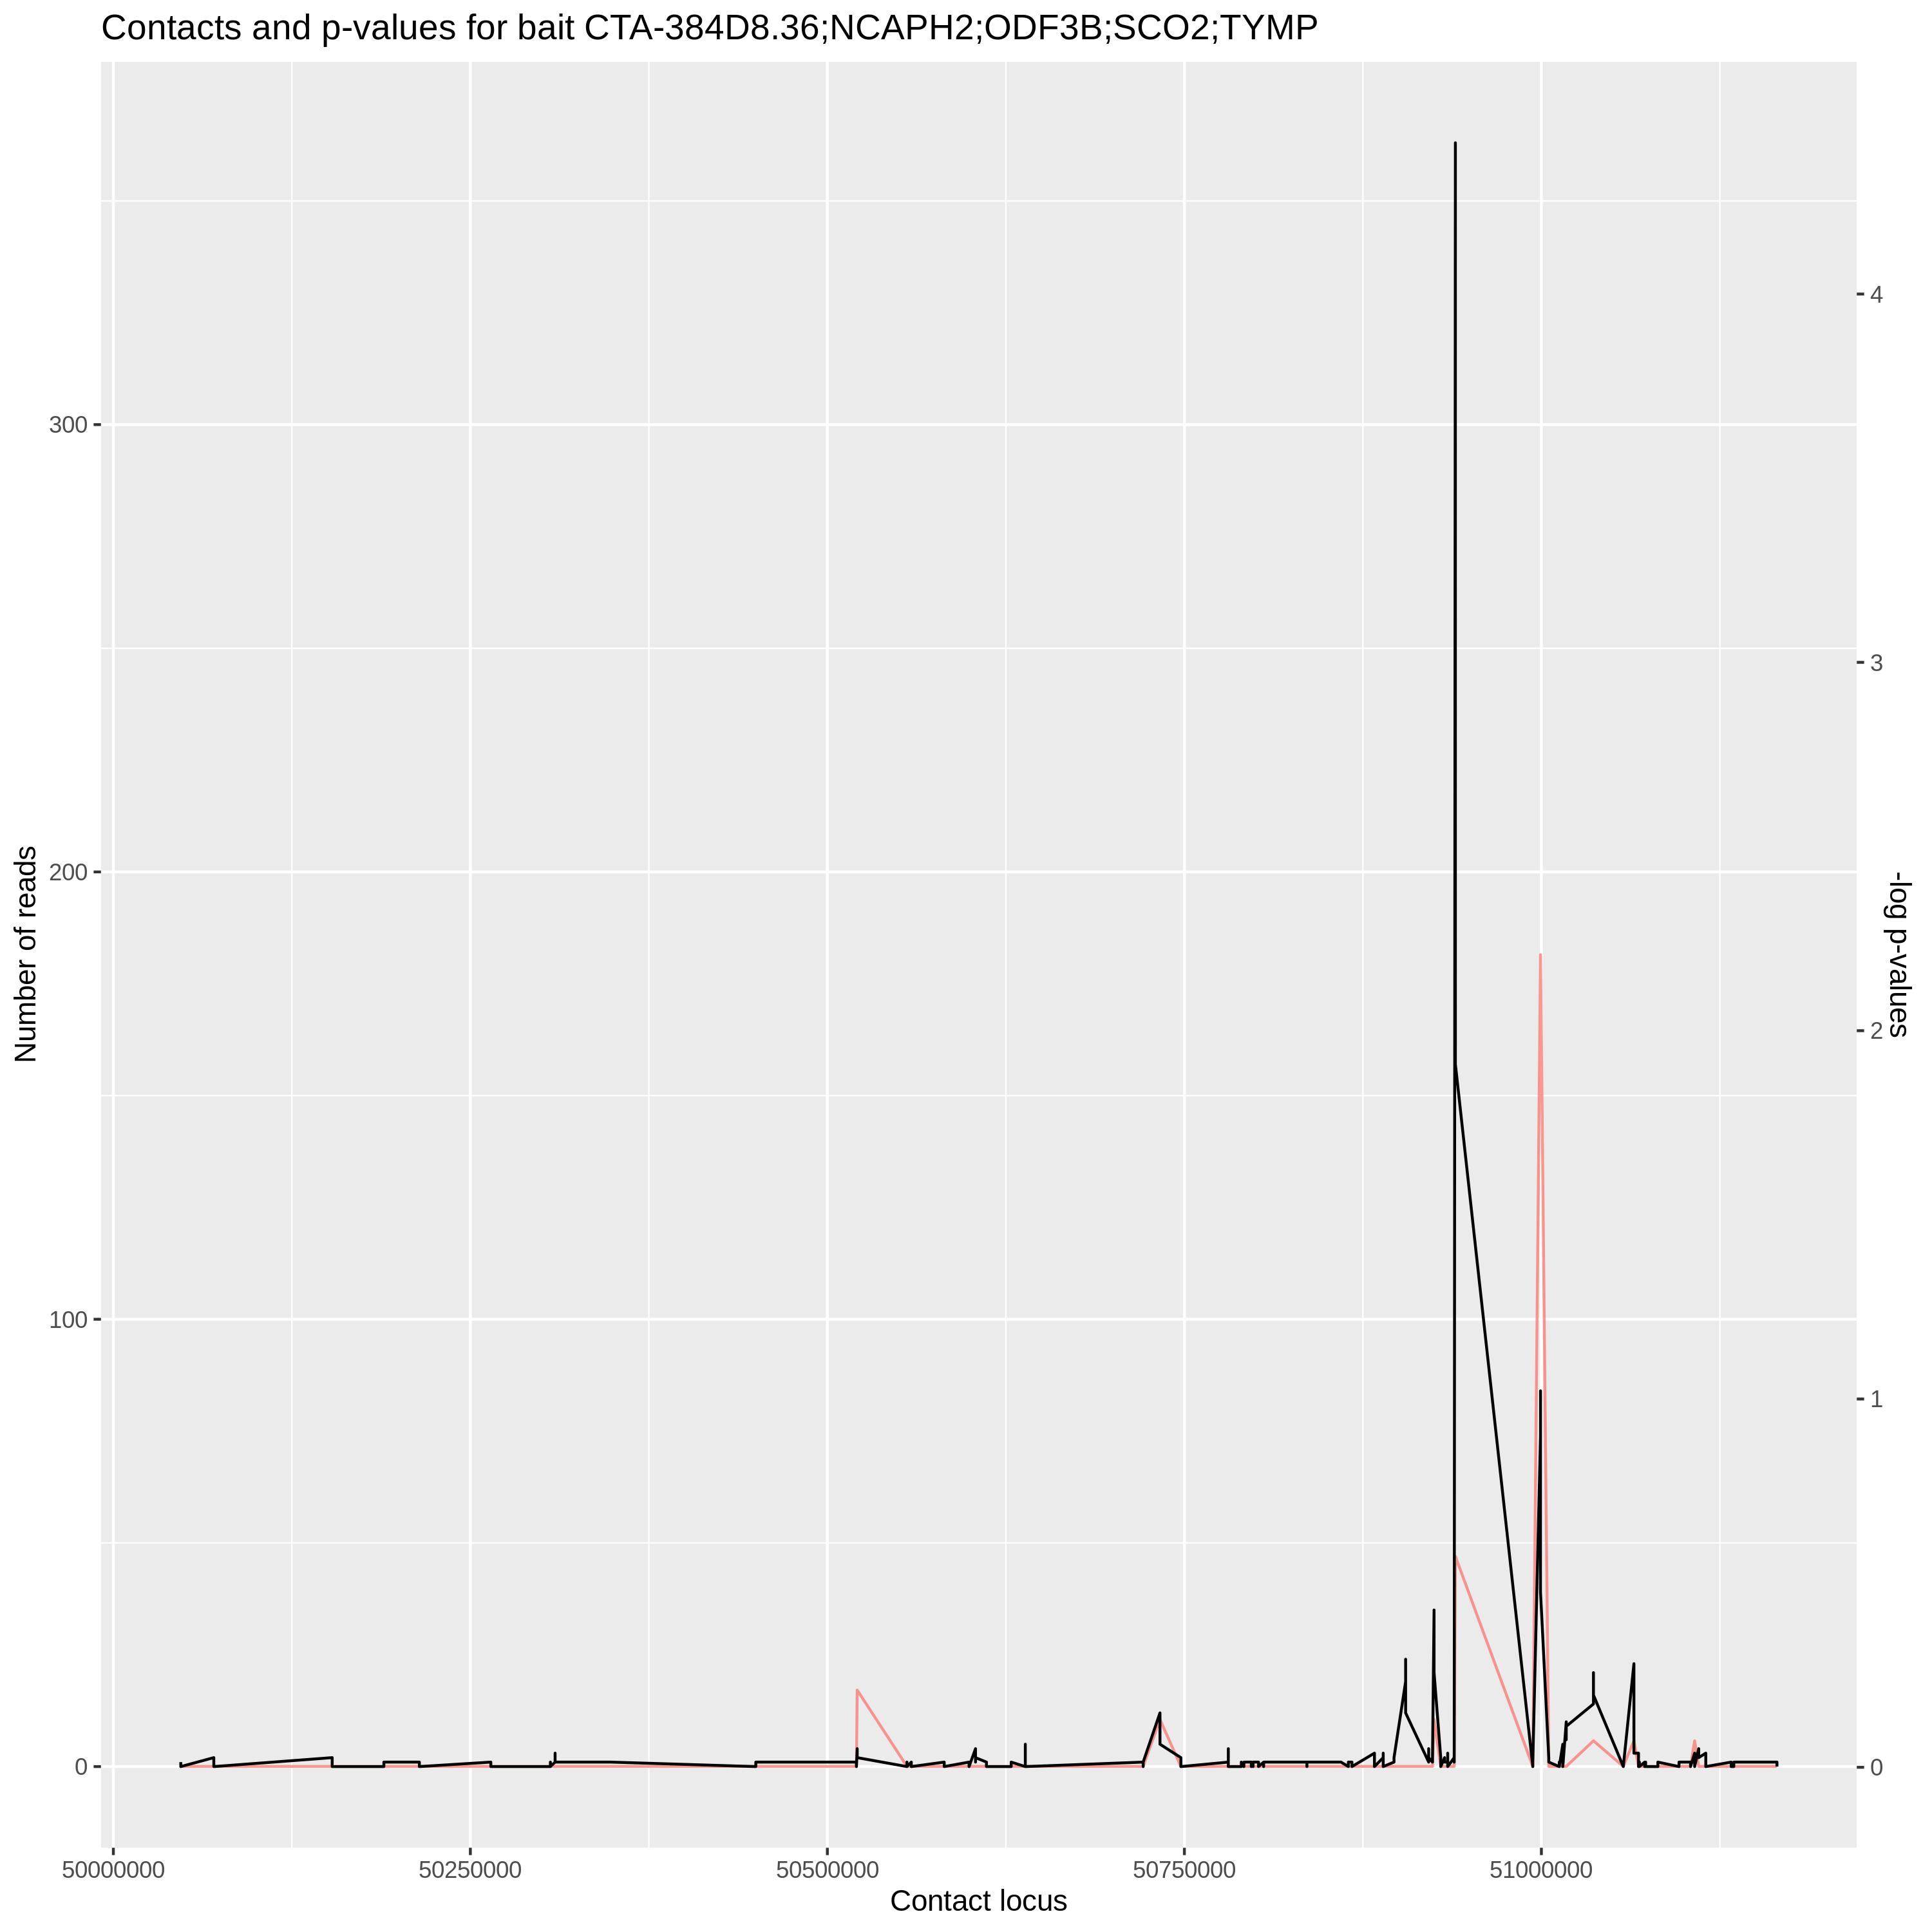 Contacts and p-values for bait CTA-384D8.36;NCAPH2;ODF3B;SCO2;TYMP
Number of reads
300
200
100
0
4
3
2
1
0
-log p-values
50000000 50250000 50500000 50750000 51000000
Contact locus